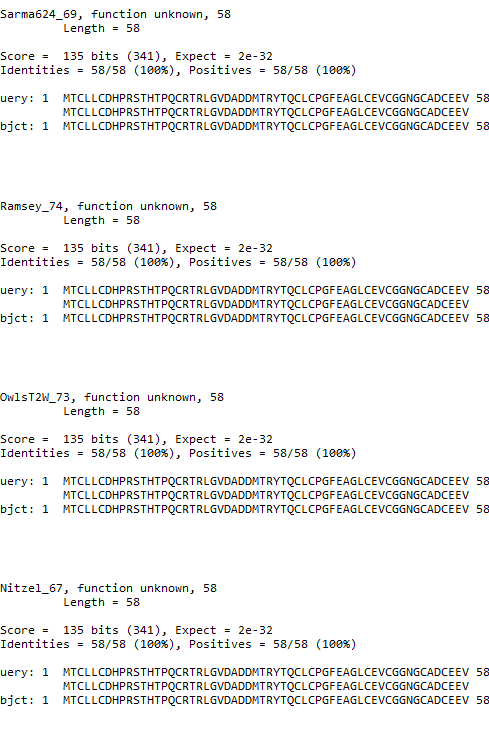 Sarma624_69, function unknown, 58
Length = 58
Score =  135 bits (341), Expect = 2e-32
Identities = 58/58 (100%), Positives = 58/58 (100%)
uery: 1  MTCLLCDHPRSTHTPQCRTRLGVDADDMTRYTQCLCPGFEAGLCEVCGGNGCADCEEV 58
MTCLLCDHPRSTHTPQCRTRLGVDADDMTRYTQCLCPGFEAGLCEVCGGNGCADCEEV
bjct: 1  MTCLLCDHPRSTHTPQCRTRLGVDADDMTRYTQCLCPGFEAGLCEVCGGNGCADCEEV 58
Ramsey_74, function unknown, 58
Length = 58
Score =  135 bits (341), Expect = 2e-32
Identities = 58/58 (100%), Positives = 58/58 (100%)
uery: 1  MTCLLCDHPRSTHTPQCRTRLGVDADDMTRYTQCLCPGFEAGLCEVCGGNGCADCEEV 58
MTCLLCDHPRSTHTPQCRTRLGVDADDMTRYTQCLCPGFEAGLCEVCGGNGCADCEEV
bjct: 1  MTCLLCDHPRSTHTPQCRTRLGVDADDMTRYTQCLCPGFEAGLCEVCGGNGCADCEEV 58
OwlsT2W_73, function unknown, 58
Length = 58
Score =  135 bits (341), Expect = 2e-32
Identities = 58/58 (100%), Positives = 58/58 (100%)
uery: 1  MTCLLCDHPRSTHTPQCRTRLGVDADDMTRYTQCLCPGFEAGLCEVCGGNGCADCEEV 58
MTCLLCDHPRSTHTPQCRTRLGVDADDMTRYTQCLCPGFEAGLCEVCGGNGCADCEEV
bjct: 1  MTCLLCDHPRSTHTPQCRTRLGVDADDMTRYTQCLCPGFEAGLCEVCGGNGCADCEEV 58
Nitzel_67, function unknown, 58
Length = 58
Score =  135 bits (341), Expect = 2e-32
Identities = 58/58 (100%), Positives = 58/58 (100%)
uery: 1  MTCLLCDHPRSTHTPQCRTRLGVDADDMTRYTQCLCPGFEAGLCEVCGGNGCADCEEV 58
MTCLLCDHPRSTHTPQCRTRLGVDADDMTRYTQCLCPGFEAGLCEVCGGNGCADCEEV
bjct: 1  MTCLLCDHPRSTHTPQCRTRLGVDADDMTRYTQCLCPGFEAGLCEVCGGNGCADCEEV 58